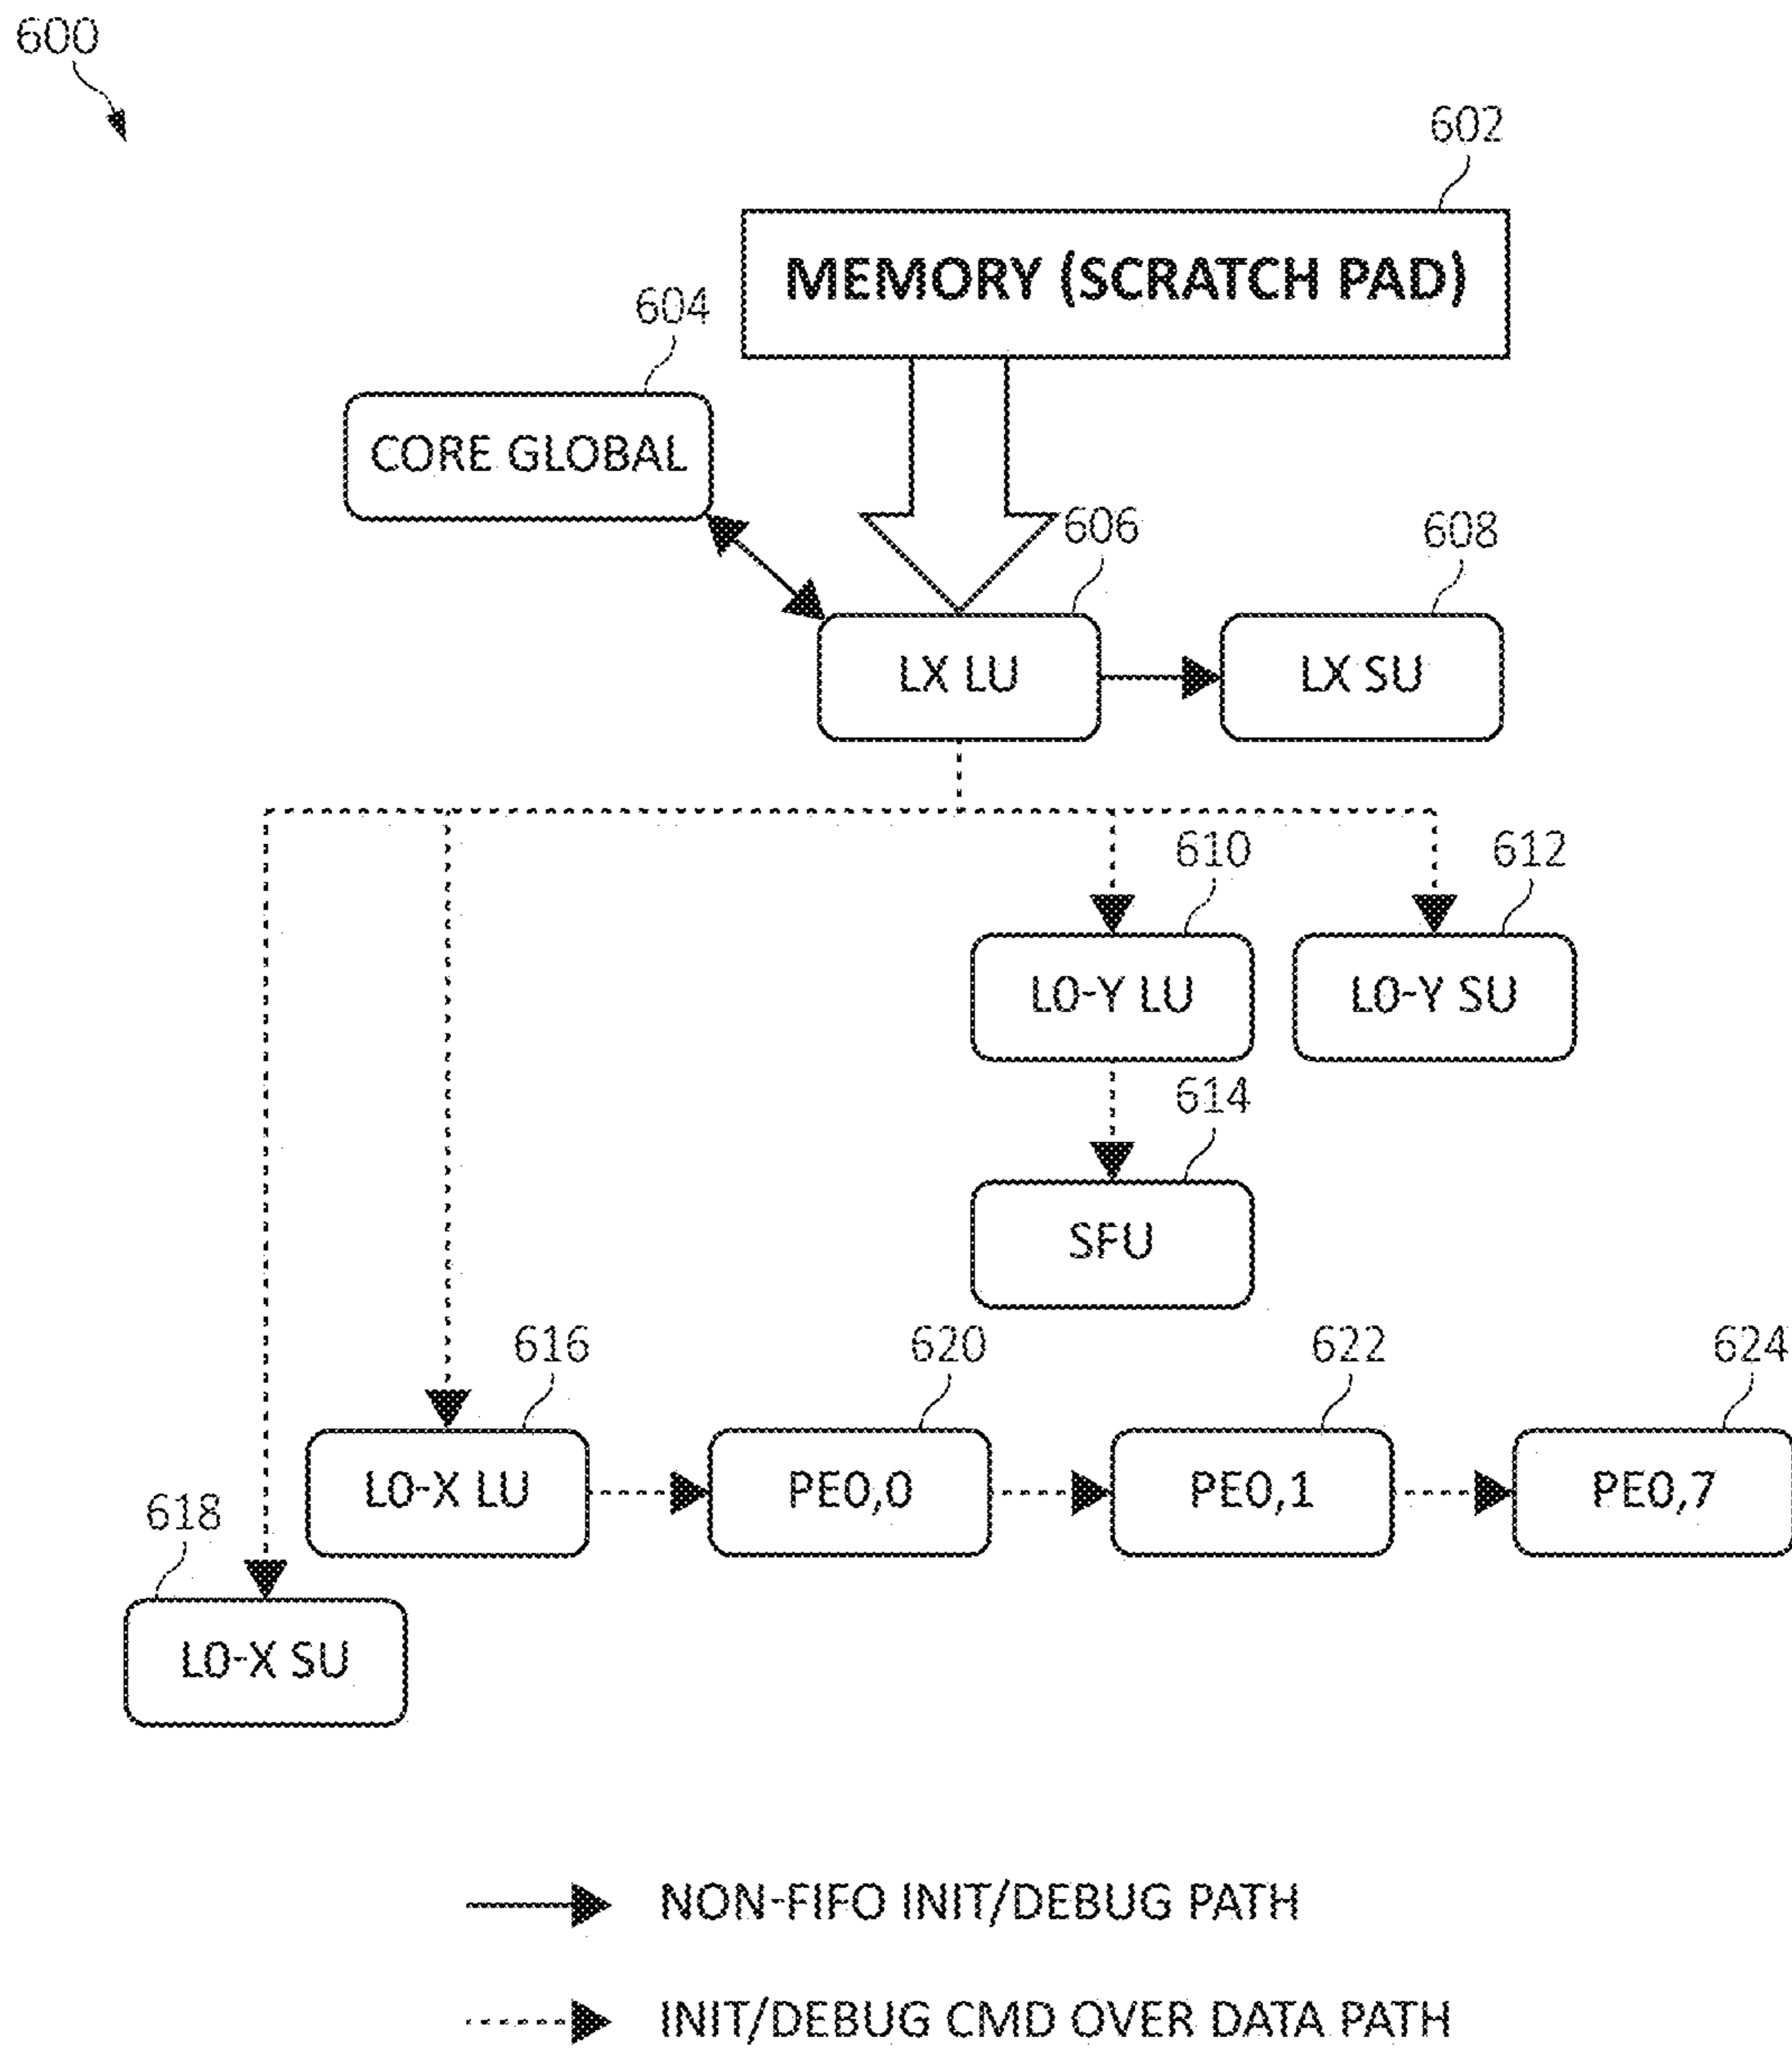 600
602
MEMORY (SCRATCH PAD)
604
CORE GLOBAL
606
608
LX LU
LX SU
610
612
L0-Y LU
L0-Y SU
614
SFU
616
620
622
624
L0-X LU
PE0,0
PE0,1
PE0,7
618
L0-X SU
NON-FIFO INIT/DEBUG PATH
INIT/DEBUG CMD OVER DATA PATH